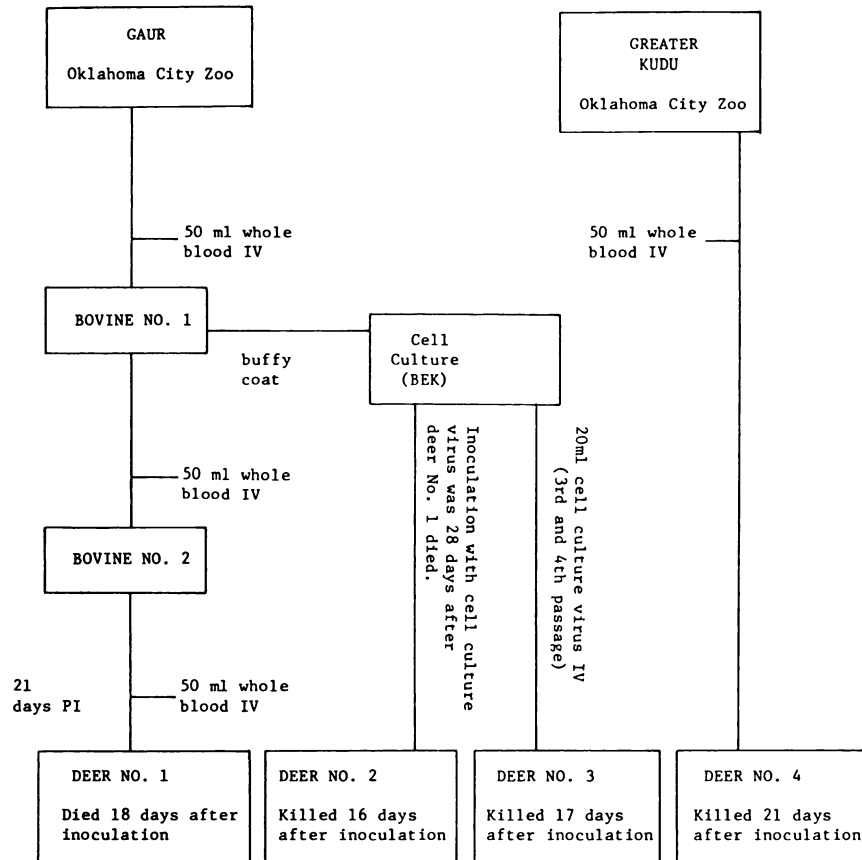 GAUR
Oklahoma City Zoo
GREATER
KUDU
Oklahoma City Zoo
50 ml whole
blood IV
50 ml whole
blood IV
BOVINE NO. 1
buffy
coat
Cell
Culture
(BEK)
Inoculation with cell culture
virus was 28 days after
deer No. 1 died.
20ml cell culture virus IV
(3rd and 4th passage)
50 ml whole
blood IV
BOVINE NO. 2
21
days PI
50 ml whole
blood IV
DEER NO. 1
Died 18 days after
inoculation
DEER NO. 2
Killed 16 days
after inoculation
DEER NO. 3
Killed 17 days
after inoculation
DEER NO. 4
Killed 21 days
after inoculation